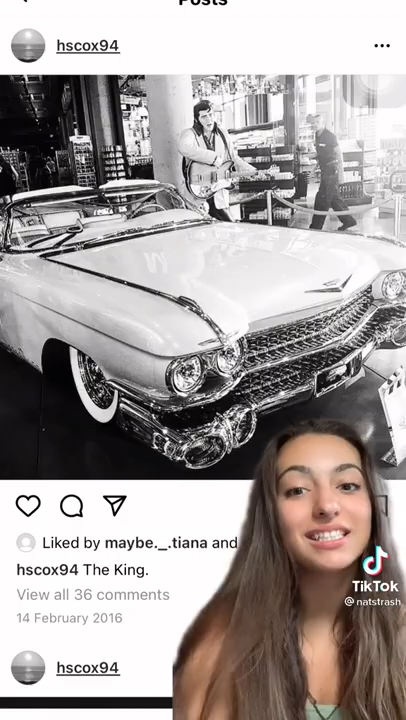 Posts
hscox94
Liked by maybe._.tiana and
hscox94 The King.
View all 36 comments
14 February 2016
TikTok
@natstrash
hscox94